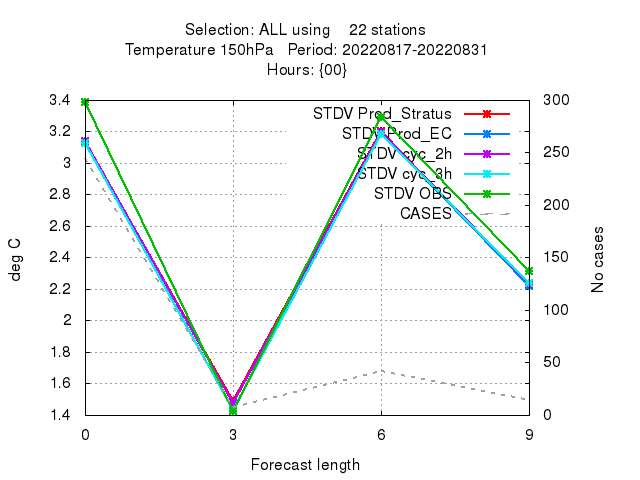 Selection: ALL using 22 stations
Temperature 150hPa Period: 20220817-20220831
Hours: {00}
3.4
3.2
3
2.8
2.6
2.4
2.2
2
1.8
1.6
1.4
deg C
STDV Prod_Stratus
STDV Prod_EC
STDV cyc_2h
STDV cyc_3h
STDV OBS
CASES
300
250
200
150
100
50
0
No cases
0 3 6 9
Forecast length